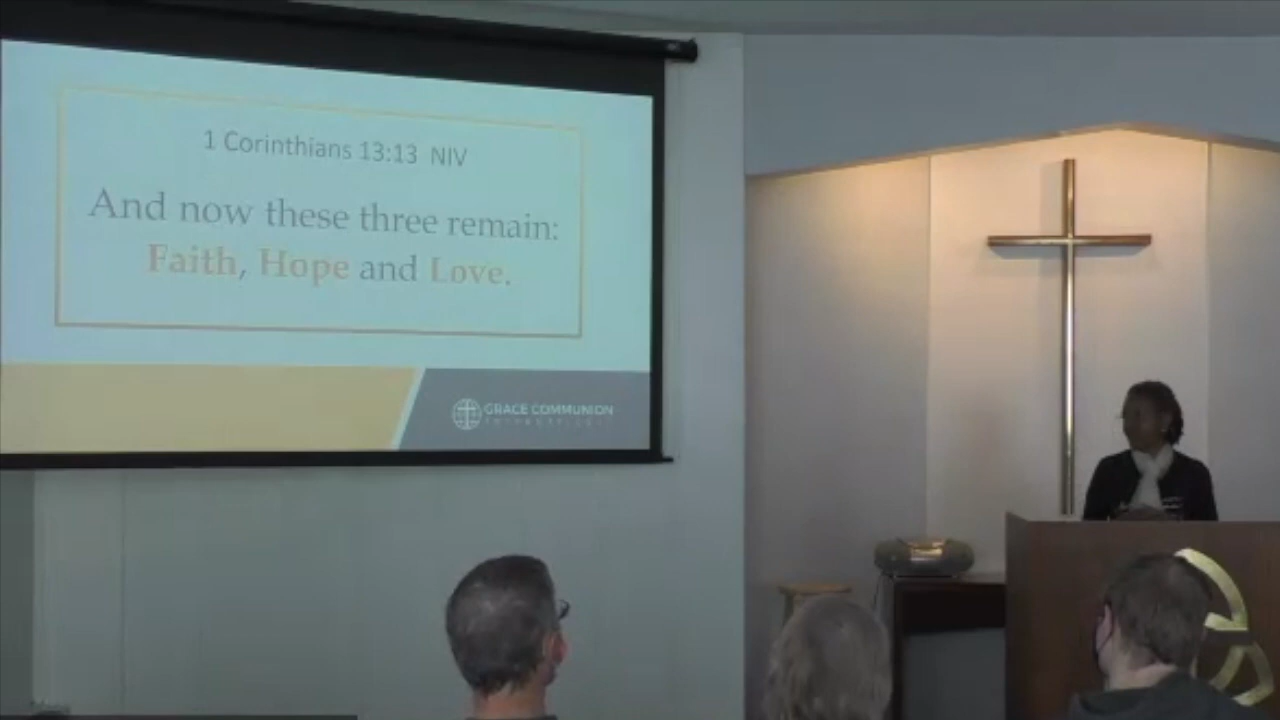 1 Corinthians 13:13 NIV
And now these three remain:
Faith, Hope and Love.
GRACE COMMUNION